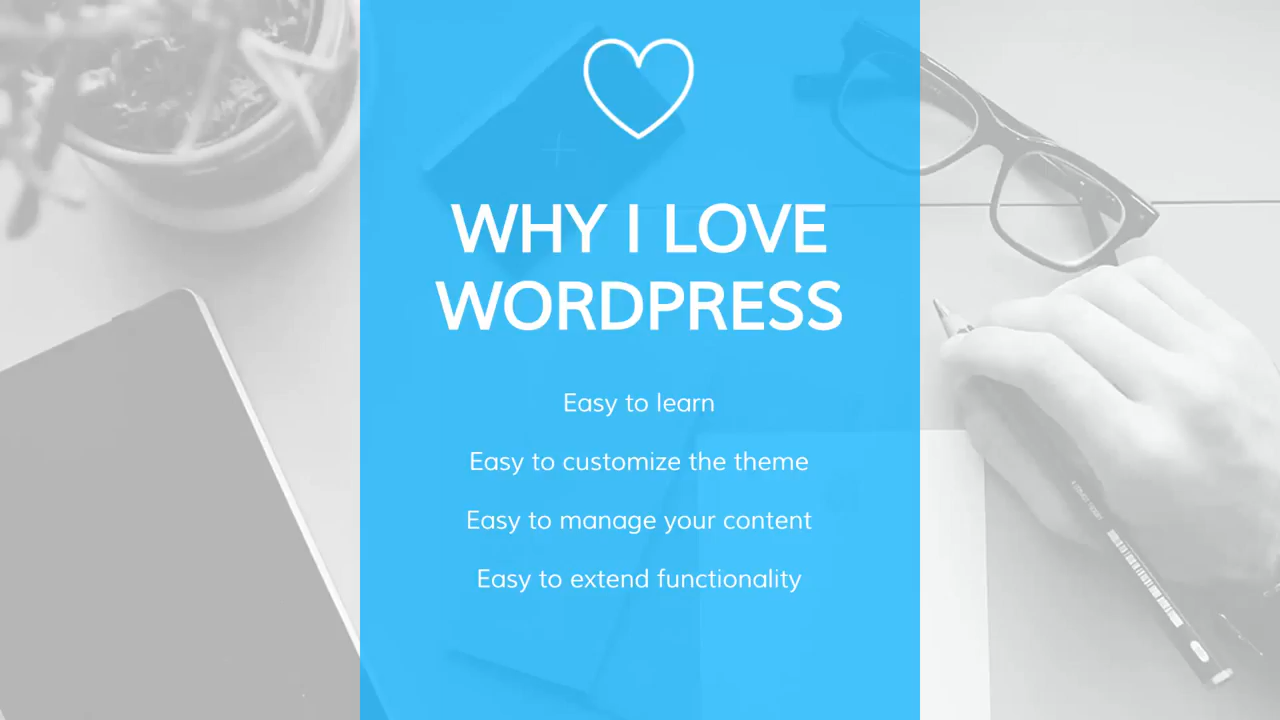 WHY I LOVE
WORDPRESS
Easy to learn
Easy to customize the theme
Easy to manage your content
Easy to extend functionality